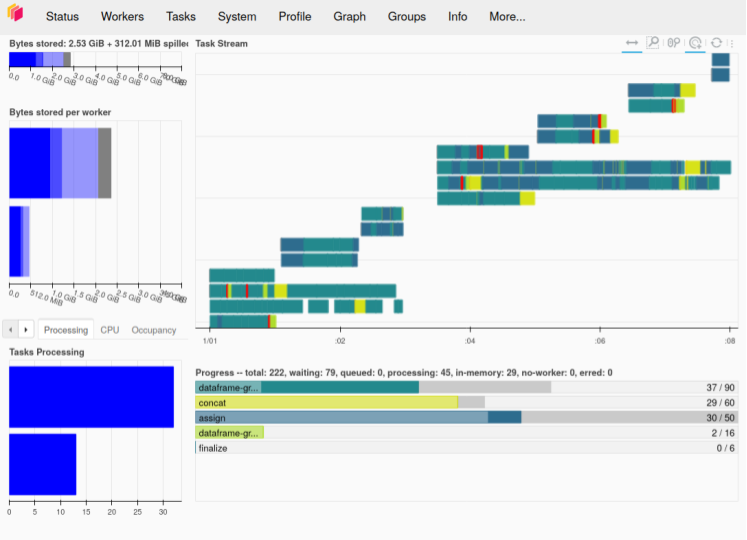 Status Workers Tasks System Profile Graph Groups Info More...
Bytes stored: 2.53 GiB + 312.01 MiB spille
0.0 1.0 GiB 2.0 GiB 3.0 GiB 4.0 GiB 5.0 GiB 6.0 GiB
Bytes stored per worker
0.0 512.0 MiB 1.0 GiB 1.5 GiB 2.0 GiB 2.5 GiB 3.0 GiB 3.5 GiB
Processing CPU Occupancy
Tasks Processing
0 5 10 15 20 25 30
Task Stream
1/01 :02 :04 :06 :08
Progress -- total: 222, waiting: 79, queued: 0, processing: 45, in-memory: 29, no-worker: 0, erred: 0
dataframe-gr... 37 / 90
concat 29 / 60
assign 30 / 50
dataframe-gr... 2 / 16
finalize 0 / 6